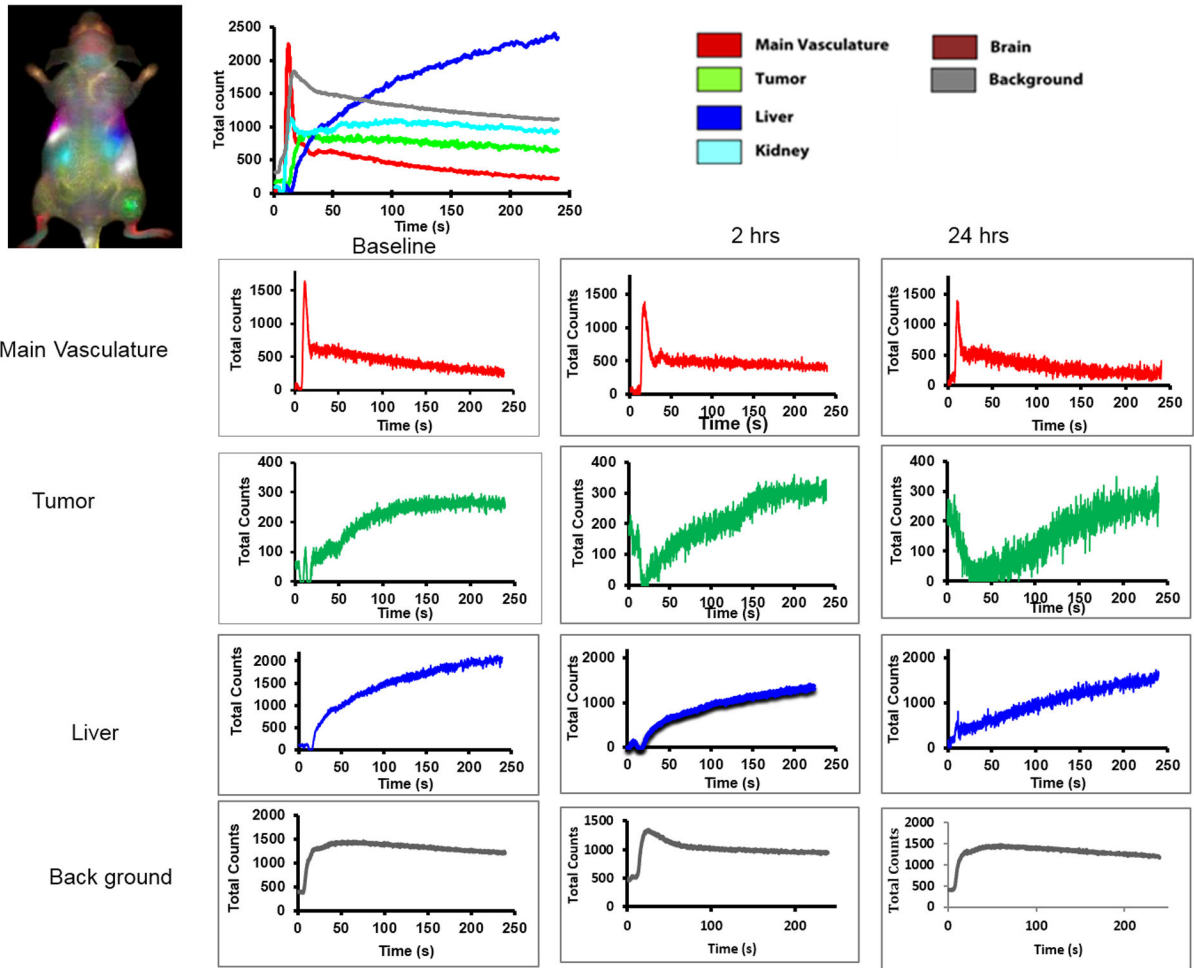 2500
2000
1500
1000
500
0
Total count
0 50 100 150 200 250
Time (s)
Main Vasculature
Tumor
Liver
Kidney
Brain
Background
Baseline
2 hrs
24 hrs
Main Vasculature
Total courts
1500
1000
500
0
0 50 100 150 200 250
Time (s)
Total Counts
1500
1000
500
0
0 50 100 150 200 250
Time (s)
Total Counts
1500
1000
500
0
0 50 100 150 200 250
Time (s)
Tumor
Total Counts
400
300
200
100
0
0 50 100 150 200 250
Time (s)
Total Counts
400
300
200
100
0
0 50 100 150 200 250
Time (s)
Total Counts
400
300
200
100
0
0 50 100 150 200 250
Time (s)
Liver
Total Counts
2000
1500
1000
500
0
0 50 100 150 200 250
Time (s)
Total Counts
2000
1000
0
0 50 100 150 200 250
Time (s)
Total Counts
2000
1000
0
0 50 100 150 200 250
Time (s)
Back ground
Total Counts
2000
1500
1000
500
0
0 50 100 150 200 250
Time (s)
Total Counts
1500
1000
500
0
0 100 200
Time (s)
Total Counts
2000
1500
1000
500
0
0 100 200
Time (s)